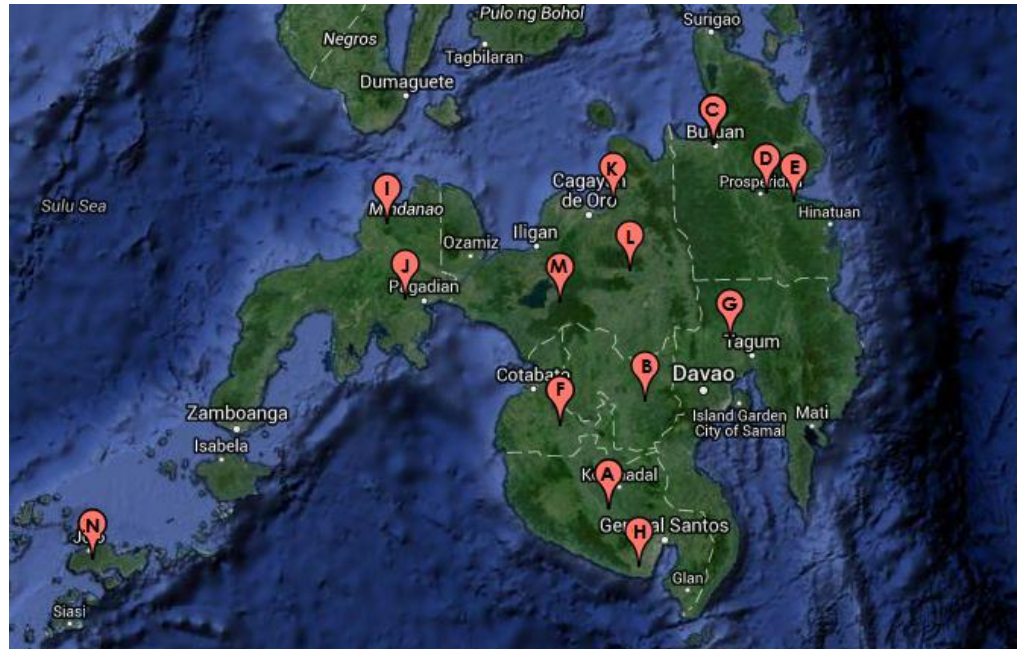 Pulo ng Bohol
Surigao
Negros
Tagbilaran
Dumaguete
C
Butuan
D
E
K
I
Cagayan
de Oro
Prosperidad
Mindanao
Sulu Sea
Hinatuan
L
Iligan
Ozamiz
J
M
Pagadian
G
Tagum
B
Cotabato
Davao
F
Zamboanga
Island Garden
City of Samal
Mati
Isabela
A
Koronadal
N
General Santos
H
Jolo
Glan
Siasi